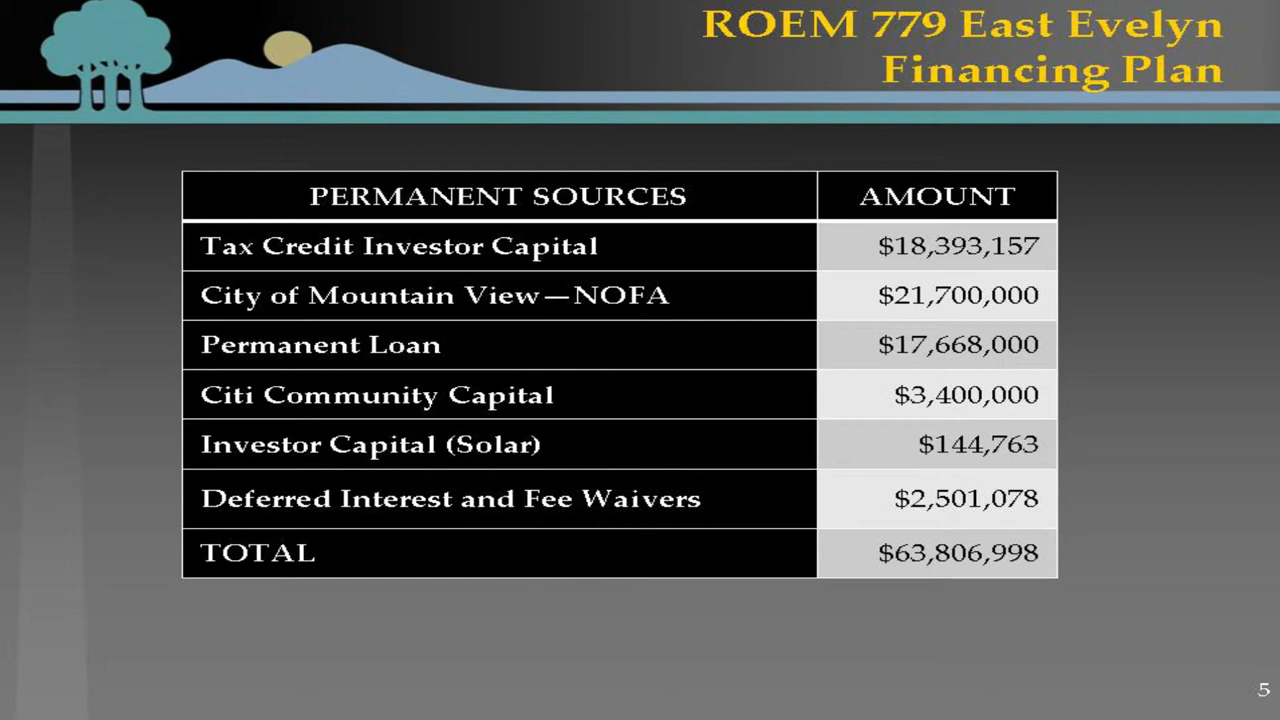 ROEM 779 East Evelyn
Financing Plan
PERMANENT SOURCES AMOUNT
Tax Credit Investor Capital $18,393,157
City of Mountain View—NOFA $21,700,000
Permanent Loan $17,668,000
Citi Community Capital $3,400,000
Investor Capital (Solar) $144,763
Deferred Interest and Fee Waivers $2,501,078
TOTAL $63,806,998
5